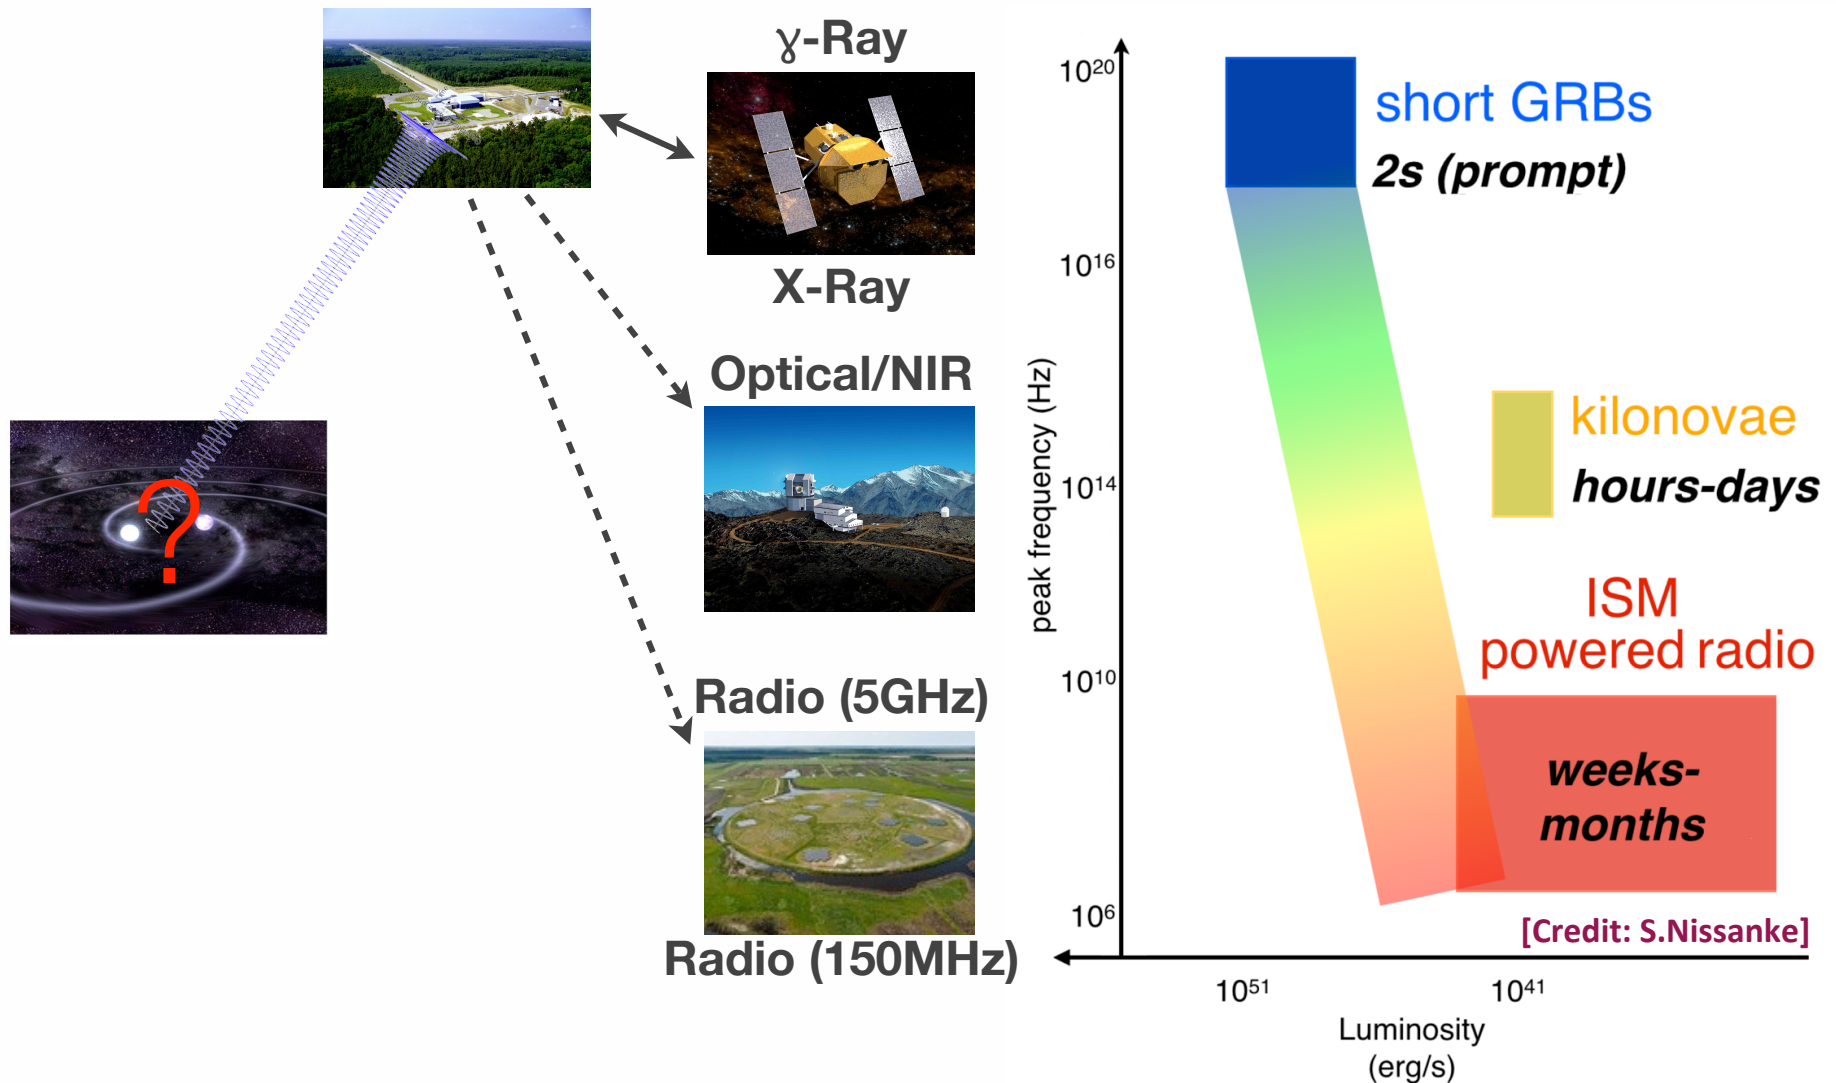 ?
ɣ-Ray
X-Ray
Optical/NIR
Radio (5GHz)
Radio (150MHz)
peak frequency (Hz)
10²⁰
10¹⁶
10¹⁴
10¹⁰
10⁶
short GRBs
2s (prompt)
kilonovae
hours-days
ISM
powered radio
weeks-
months
[Credit: S.Nissanke]
10⁵¹
10⁴¹
Luminosity
(erg/s)